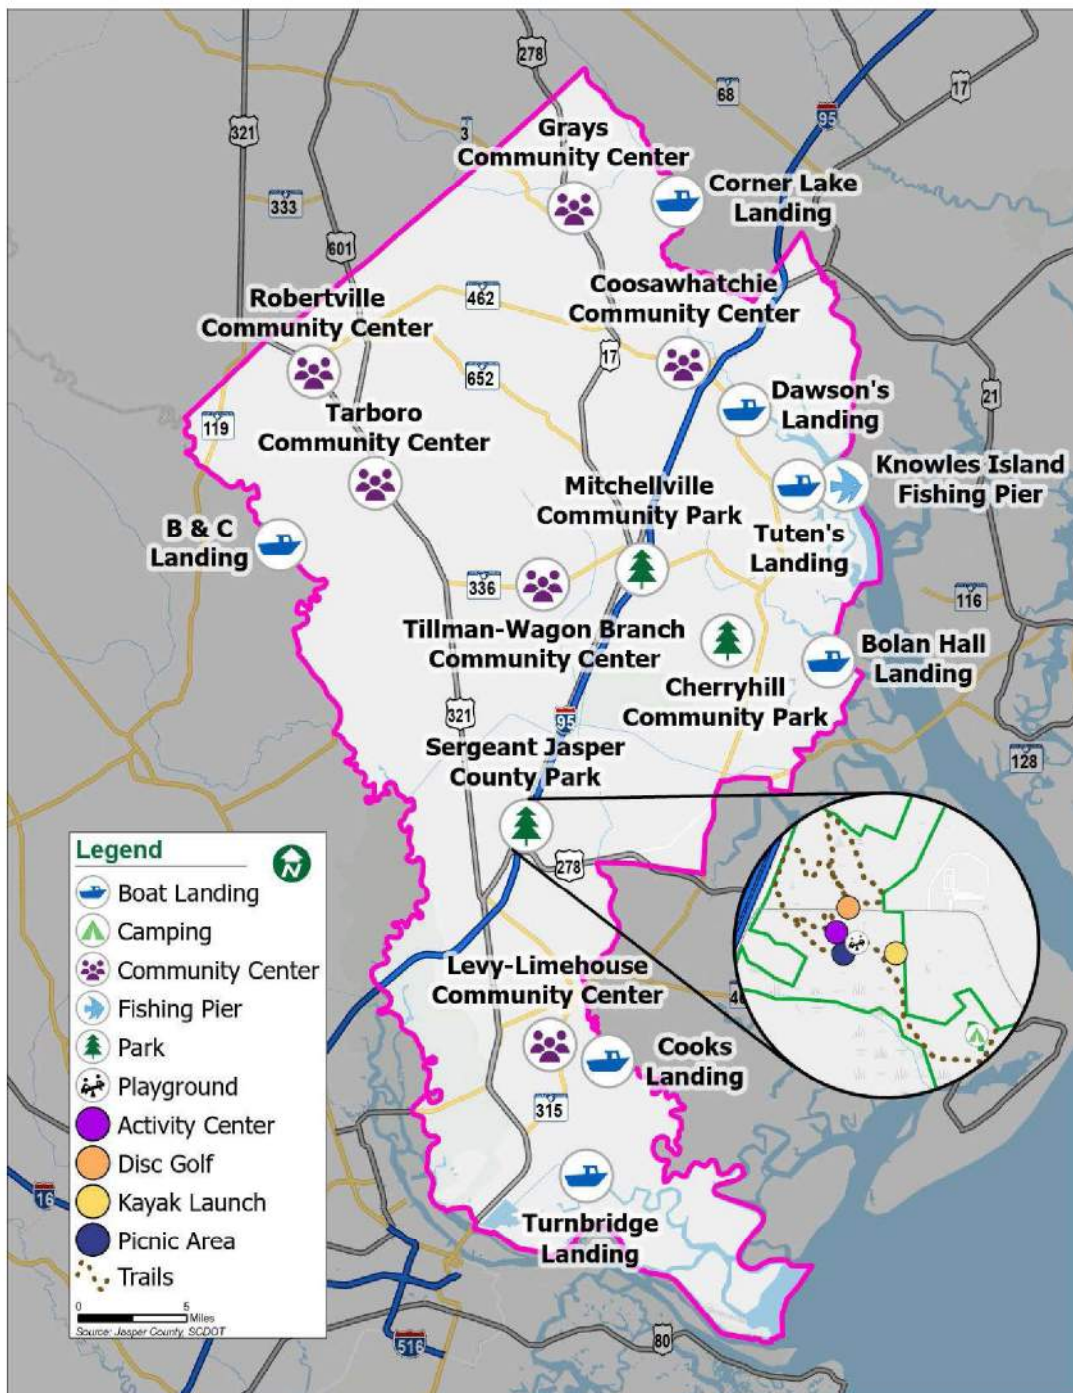 278
17
68
321
95
3
Grays
Community Center
Corner Lake
Landing
333
601
Coosawhatchie
Community Center
Robertville
Community Center
462
17
652
21
Dawson's
Landing
Tarboro
Community Center
119
Knowles Island
Fishing Pier
Mitchellville
Community Park
Tuten's
Landing
B & C
Landing
336
116
Tillman-Wagon Branch
Community Center
Bolan Hall
Landing
Cherryhill
Community Park
321
95
Sergeant Jasper
County Park
128
278
Legend
N
Boat Landing
Camping
Community Center
Fishing Pier
Park
Playground
Activity Center
Disc Golf
Kayak Launch
Picnic Area
Trails
0 5
Miles
Source: Jasper County, SCDOT
Levy-Limehouse
Community Center
Cooks
Landing
315
16
Turnbridge
Landing
516
80